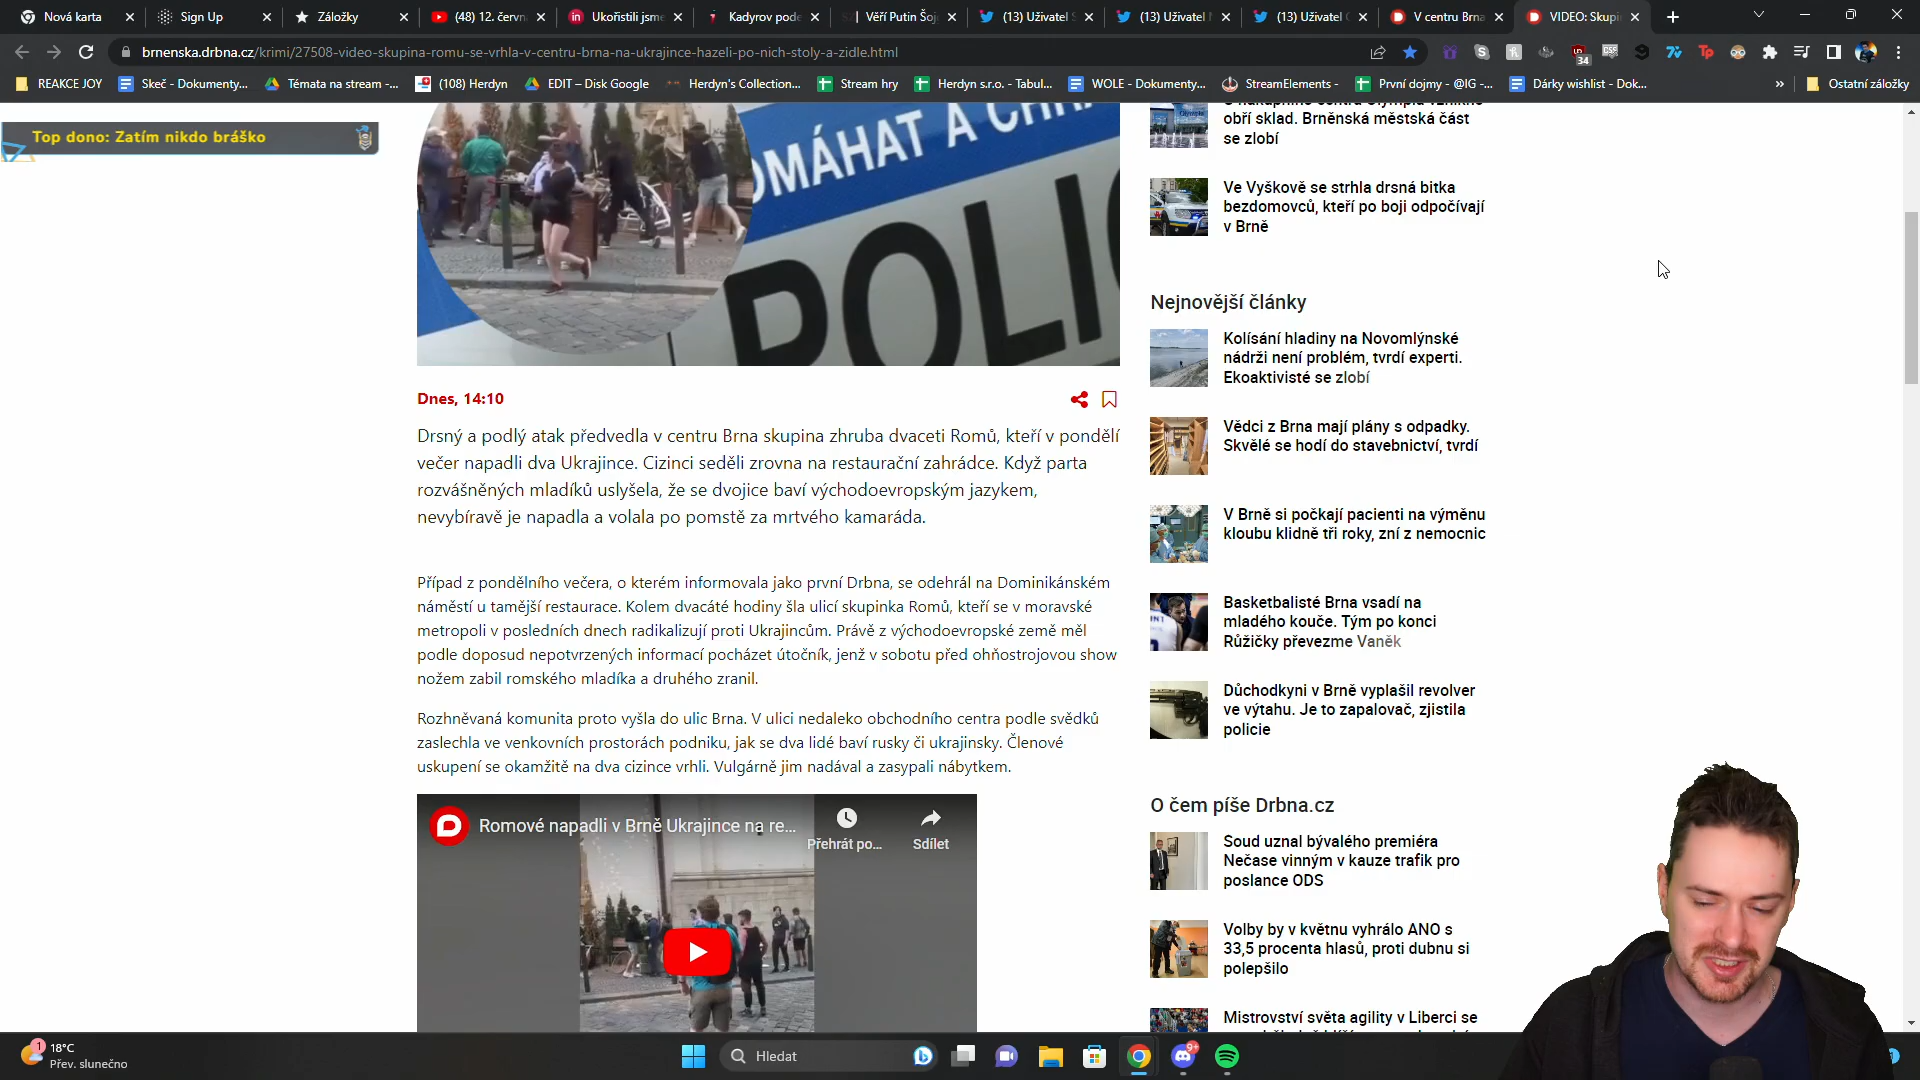 Nová karta
Sign Up
Záložky
(48) 12. červn
Ukořistili jsme
Kadyrov pode
Věří Putin Šoj
(13) Uživatel
(13) Uživatel
(13) Uživatel
V centru Brna
VIDEO: Skupi
brnenska.drbna.cz/krimi/27508-video-skupina-romu-se-vrhla-v-centru-brna-na-ukrajince-hazeli-po-nich-stoly-a-zidle.html
34
REAKCE JOY
Skeč - Dokumenty...
Témata na stream -...
(108) Herdyn
EDIT – Disk Google
Herdyn's Collection...
Stream hry
Herdyn s.r.o. - Tabul...
WOLE - Dokumenty...
StreamElements -
První dojmy - @IG -...
Dárky wishlist - Dok...
»
Ostatní záložky
Top dono: Zatím nikdo bráško
OMÁHAT A CHR
POLIC
Dnes, 14:10
Drsný a podlý atak předvedla v centru Brna skupina zhruba dvaceti Romů, kteří v pondělí
večer napadli dva Ukrajince. Cizinci seděli zrovna na restaurační zahrádce. Když parta
rozvášněných mladíků uslyšela, že se dvojice baví východoevropským jazykem,
nevybíravě je napadla a volala po pomstě za mrtvého kamaráda.
Případ z pondělního večera, o kterém informovala jako první Drbna, se odehrál na Dominikánském
náměstí u tamější restaurace. Kolem dvacáté hodiny šla ulicí skupinka Romů, kteří se v moravské
metropoli v posledních dnech radikalizují proti Ukrajincům. Právě z východoevropské země měl
podle doposud nepotvrzených informací pocházet útočník, jenž v sobotu před ohňostrojovou show
nožem zabil romského mladíka a druhého zranil.
Rozhněvaná komunita proto vyšla do ulic Brna. V ulici nedaleko obchodního centra podle svědků
zaslechla ve venkovních prostorách podniku, jak se dva lidé baví rusky či ukrajinsky. Členové
uskupení se okamžitě na dva cizince vrhli. Vulgárně jim nadával a zasypali nábytkem.
Romové napadli v Brně Ukrajince na re...
Přehrát po...
Sdílet
obří sklad. Brněnská městská část
se zlobí
Ve Vyškově se strhla drsná bitka
bezdomovců, kteří po boji odpočívají
v Brně
Nejnovější články
Kolísání hladiny na Novomlýnské
nádrži není problém, tvrdí experti.
Ekoaktivisté se zlobí
Vědci z Brna mají plány s odpadky.
Skvělé se hodí do stavebnictví, tvrdí
V Brně si počkají pacienti na výměnu
kloubu klidně tři roky, zní z nemocnic
Basketbalisté Brna vsadí na
mladého kouče. Tým po konci
Růžičky převezme Vaněk
Důchodkyni v Brně vyplašil revolver
ve výtahu. Je to zapalovač, zjistila
policie
O čem píše Drbna.cz
Soud uznal bývalého premiéra
Nečase vinným v kauze trafik pro
poslance ODS
Volby by v květnu vyhrálo ANO s
33,5 procenta hlasů, proti dubnu si
polepšilo
Mistrovství světa agility v Liberci se
1
18°C
Přev. slunečno
Hledat
9+